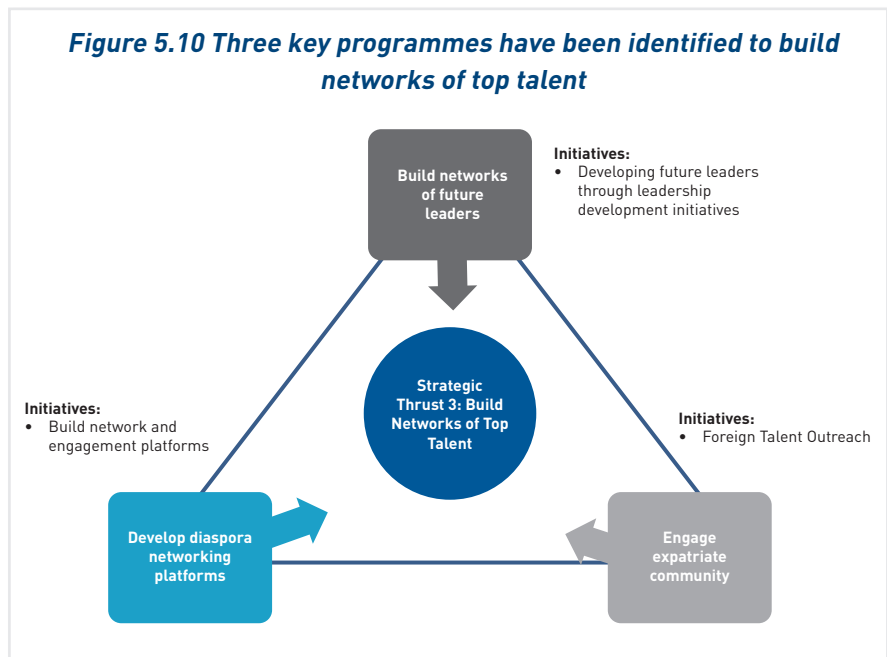 Figure 5.10 Three key programmes have been identified to build
networks of top talent
Build networks
of future
leaders
Initiatives:
• Developing future leaders
through leadership
development initiatives
Strategic
Thrust 3: Build
Networks of Top
Talent
Initiatives:
• Build network and
engagement platforms
Initiatives:
• Foreign Talent Outreach
Develop diaspora
networking
platforms
Engage
expatriate
community